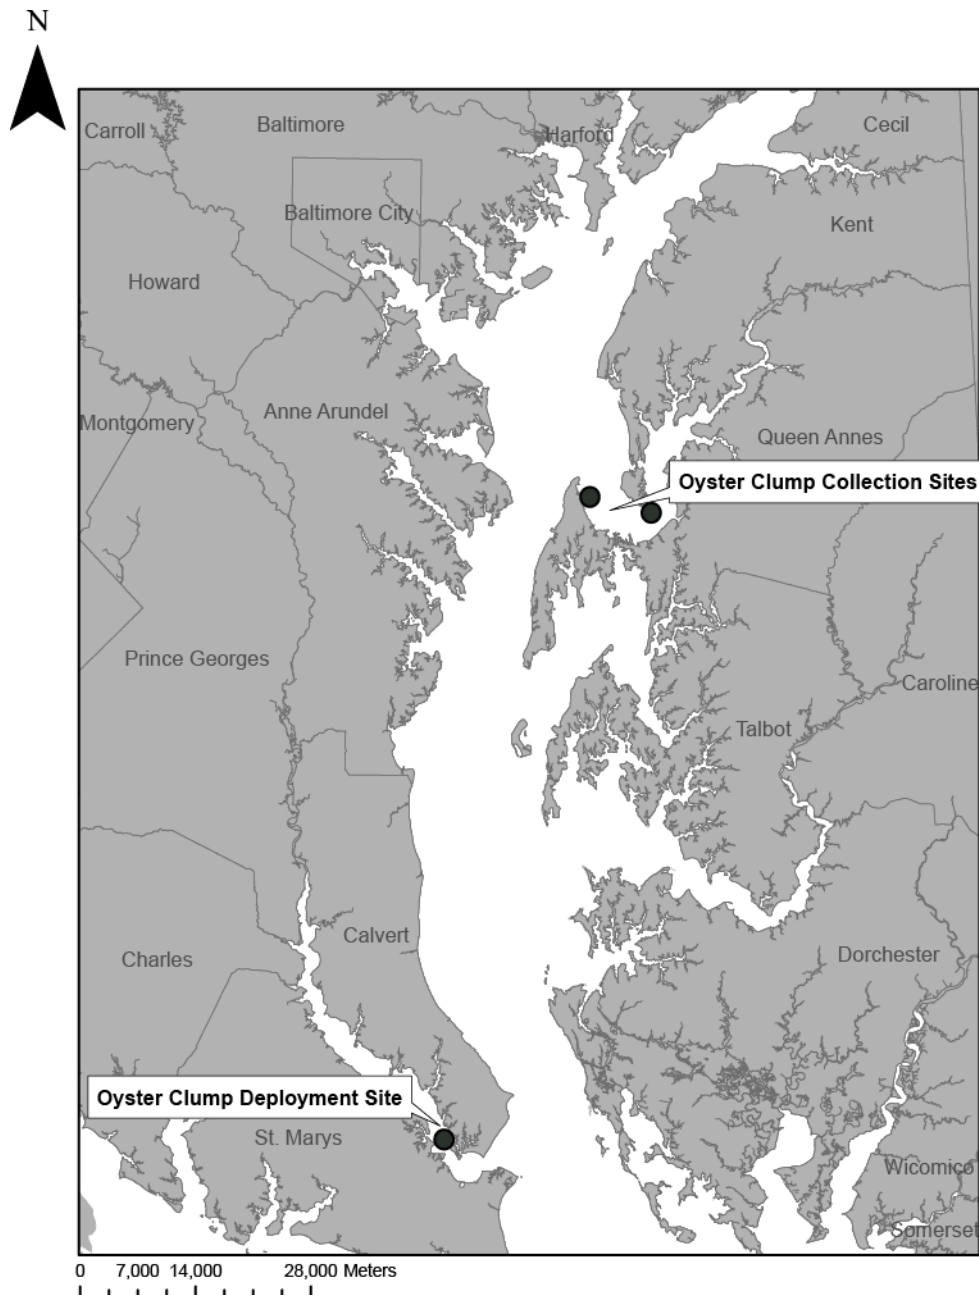 N
Carroll
Baltimore
Harford
Cecil
Baltimore City
Kent
Howard
Anne Arundel
Montgomery
Queen Annes
Oyster Clump Collection Sites
Prince Georges
Caroline
Talbot
Calvert
Charles
Dorchester
Oyster Clump Deployment Site
St. Marys
Wicomico
Somerset
0 7,000 14,000 28,000 Meters